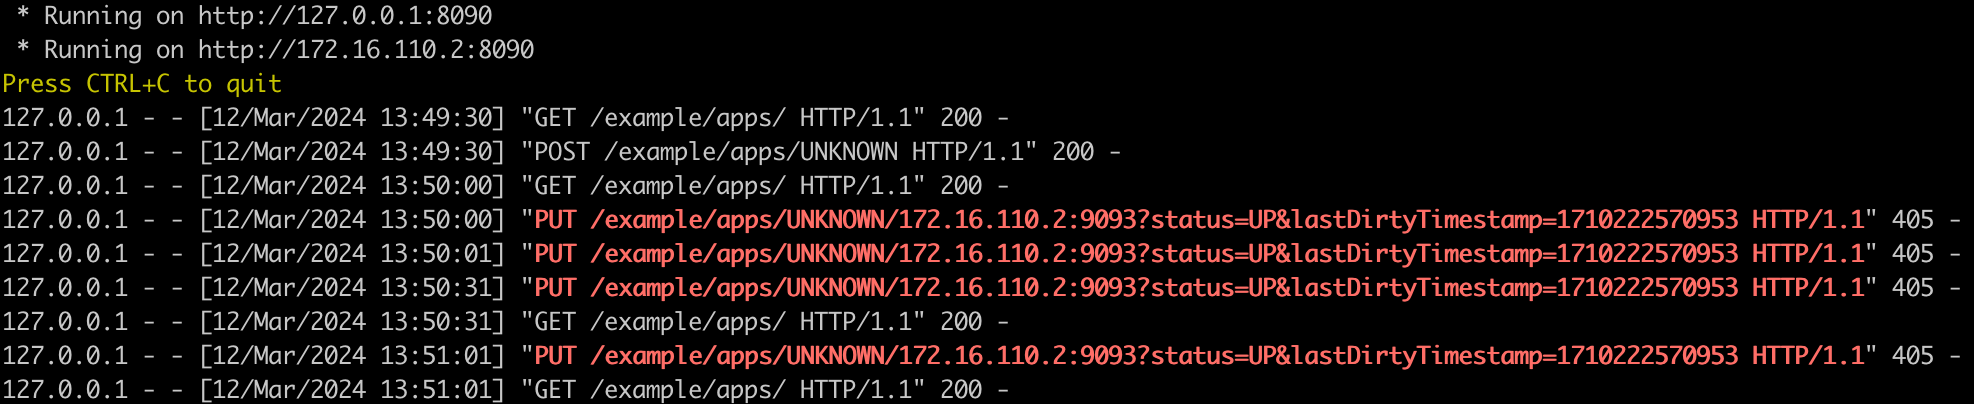 * Running on http://127.0.0.1:8090
* Running on http://172.16.110.2:8090
Press CTRL+C to quit
127.0.0.1 - - [12/Mar/2024 13:49:30] "GET /example/apps/ HTTP/1.1" 200 -
127.0.0.1 - - [12/Mar/2024 13:49:30] "POST /example/apps/UNKNOWN HTTP/1.1" 200 -
127.0.0.1 - - [12/Mar/2024 13:50:00] "GET /example/apps/ HTTP/1.1" 200 -
127.0.0.1 - - [12/Mar/2024 13:50:00] "PUT /example/apps/UNKNOWN/172.16.110.2:9093?status=UP&lastDirtyTimestamp=1710222570953 HTTP/1.1" 405 -
127.0.0.1 - - [12/Mar/2024 13:50:01] "PUT /example/apps/UNKNOWN/172.16.110.2:9093?status=UP&lastDirtyTimestamp=1710222570953 HTTP/1.1" 405 -
127.0.0.1 - - [12/Mar/2024 13:50:31] "PUT /example/apps/UNKNOWN/172.16.110.2:9093?status=UP&lastDirtyTimestamp=1710222570953 HTTP/1.1" 405 -
127.0.0.1 - - [12/Mar/2024 13:50:31] "GET /example/apps/ HTTP/1.1" 200 -
127.0.0.1 - - [12/Mar/2024 13:51:01] "PUT /example/apps/UNKNOWN/172.16.110.2:9093?status=UP&lastDirtyTimestamp=1710222570953 HTTP/1.1" 405 -
127.0.0.1 - - [12/Mar/2024 13:51:01] "GET /example/apps/ HTTP/1.1" 200 -